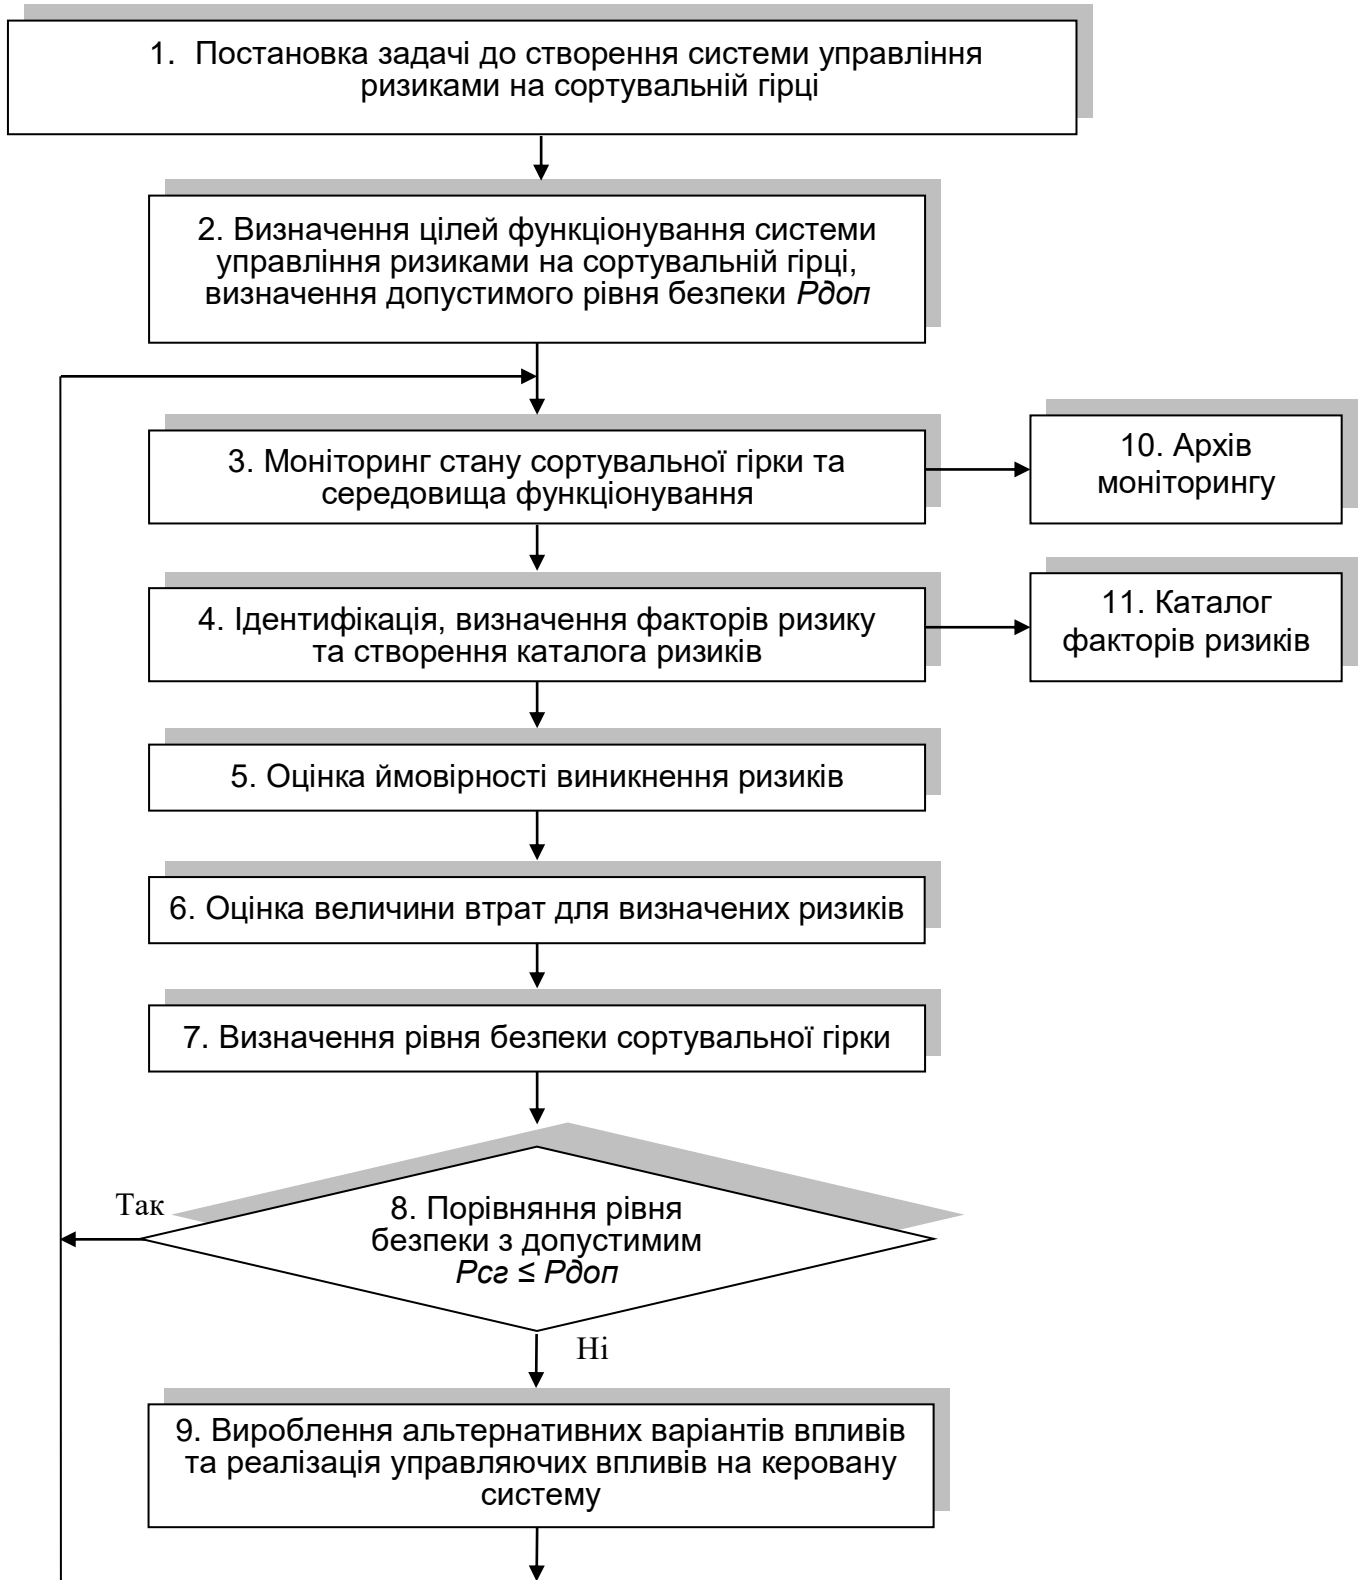 1. Постановка задачі до створення системи управління
ризиками на сортувальній гірці
2. Визначення цілей функціонування системи
управління ризиками на сортувальній гірці,
визначення допустимого рівня безпеки Рдоп
3. Моніторинг стану сортувальної гірки та
середовища функціонування
10. Архів
моніторингу
4. Ідентифікація, визначення факторів ризику
та створення каталога ризиків
11. Каталог
факторів ризиків
5. Оцінка ймовірності виникнення ризиків
6. Оцінка величини втрат для визначених ризиків
7. Визначення рівня безпеки сортувальної гірки
Так
8. Порівняння рівня
безпеки з допустимим
Рсг ≤ Рдоп
Ні
9. Вироблення альтернативних варіантів впливів
та реалізація управляючих впливів на керовану
систему